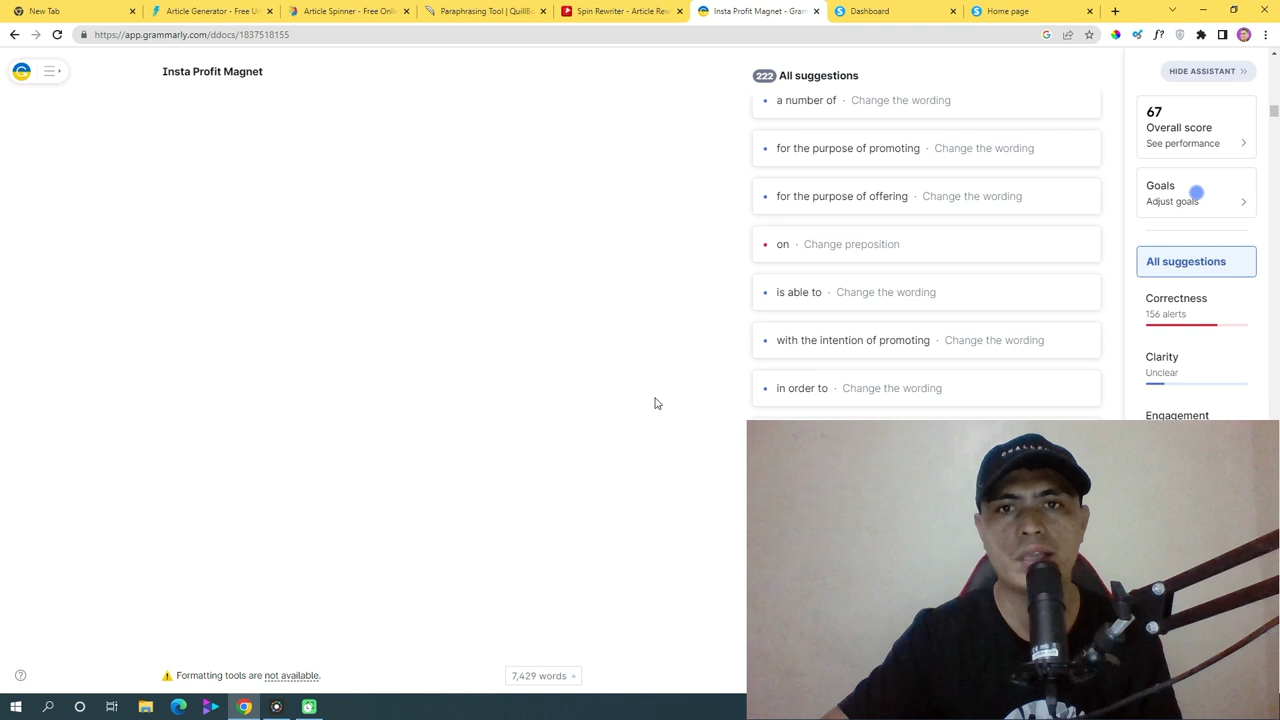 New Tab
Article Generator - Free Un
Article Spinner - Free Onli
Paraphrasing Tool | QuillBo
Spin Rewriter - Article Rew
Insta Profit Magnet - Gram
Dashboard
Home page
https://app.grammarly.com/ddocs/1837518155
Insta Profit Magnet
222 All suggestions
HIDE ASSISTANT
a number of · Change the wording
67
Overall score
See performance
for the purpose of promoting · Change the wording
Goals
Adjust goals
for the purpose of offering · Change the wording
on · Change preposition
All suggestions
is able to · Change the wording
Correctness
156 alerts
with the intention of promoting · Change the wording
Clarity
Unclear
in order to · Change the wording
Engagement
Formatting tools are not available.
7,429 words